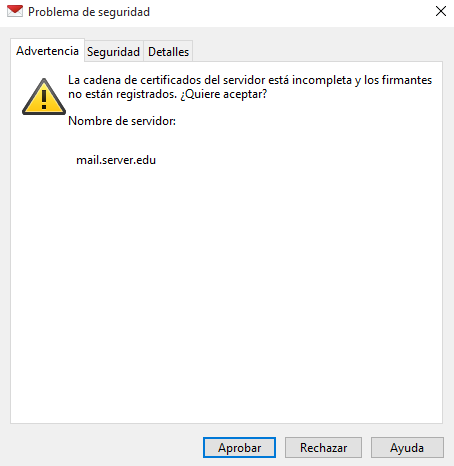 Problema de seguridad
Advertencia Seguridad Detalles
La cadena de certificados del servidor está incompleta y los firmantes
no están registrados. ¿Quiere aceptar?
Nombre de servidor:
mail.server.edu
Aprobar Rechazar Ayuda